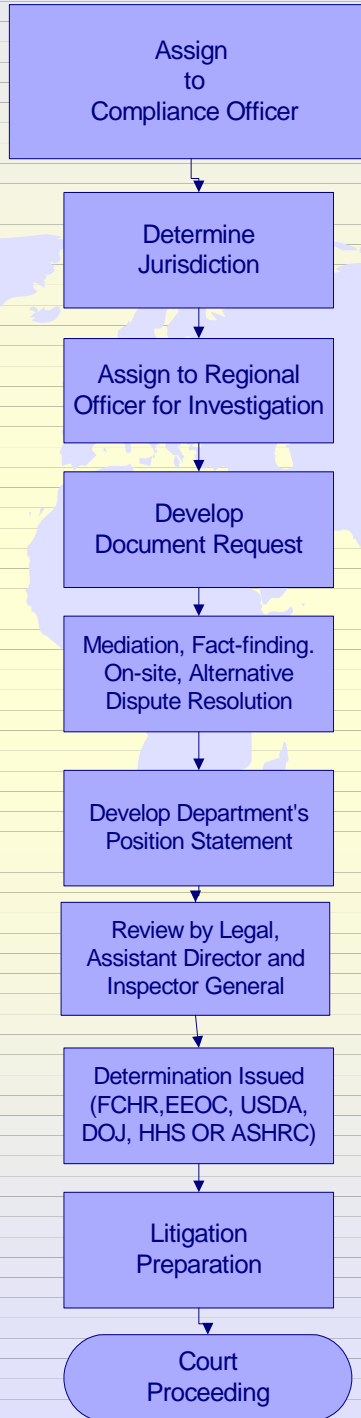 Assign
to
Compliance Officer
Determine
Jurisdiction
Assign to Regional
Officer for Investigation
Develop
Document Request
Mediation, Fact-finding.
On-site, Alternative
Dispute Resolution
Develop Department's
Position Statement
Review by Legal,
Assistant Director and
Inspector General
Determination Issued
(FCHR,EEOC, USDA,
DOJ, HHS OR ASHRC)
Litigation
Preparation
Court
Proceeding